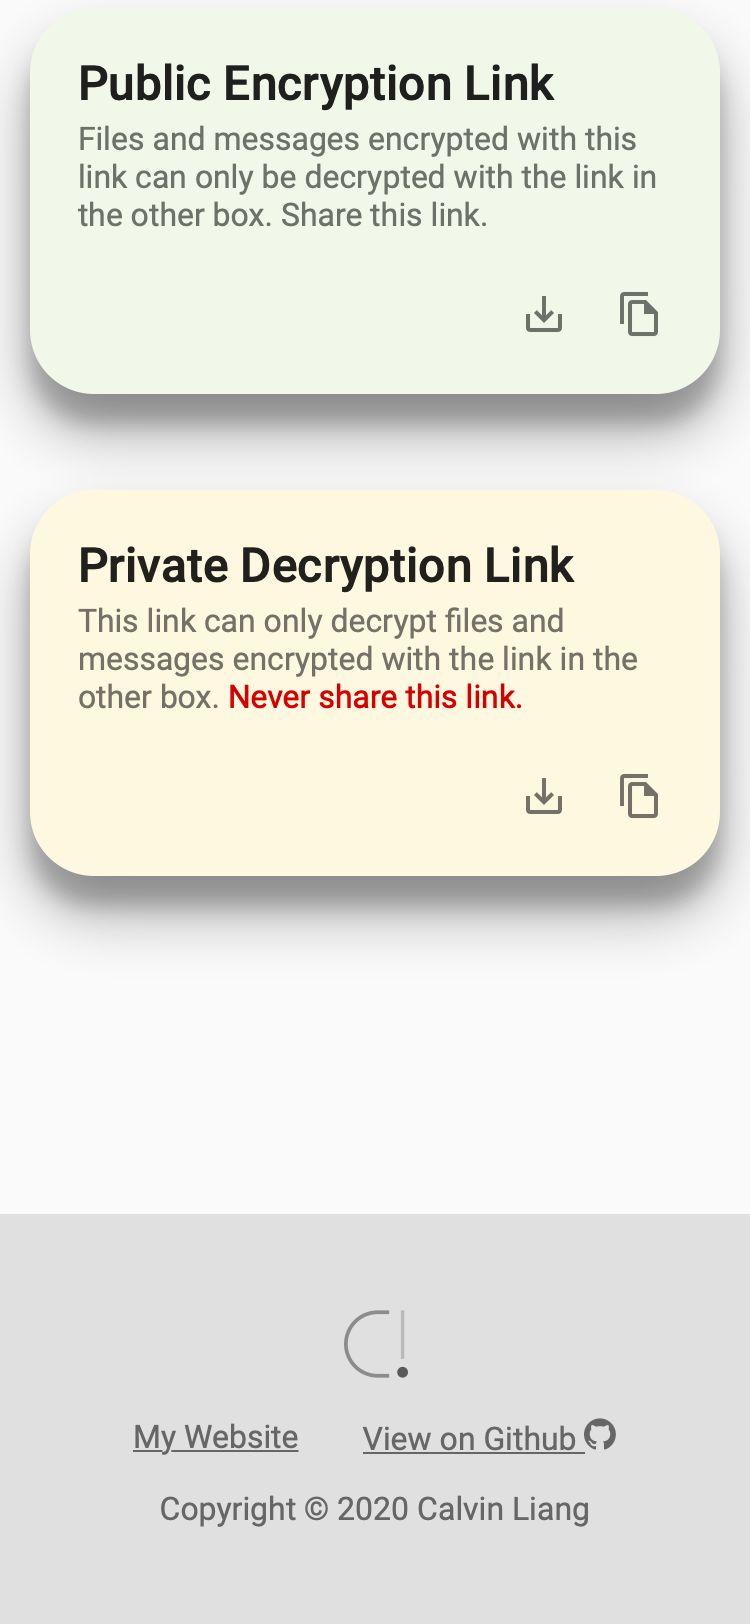 Public Encryption Link
Files and messages encrypted with this
link can only be decrypted with the link in
the other box. Share this link.
Private Decryption Link
This link can only decrypt files and
messages encrypted with the link in the
other box. Never share this link.
C!
My Website View on Github
Copyright © 2020 Calvin Liang